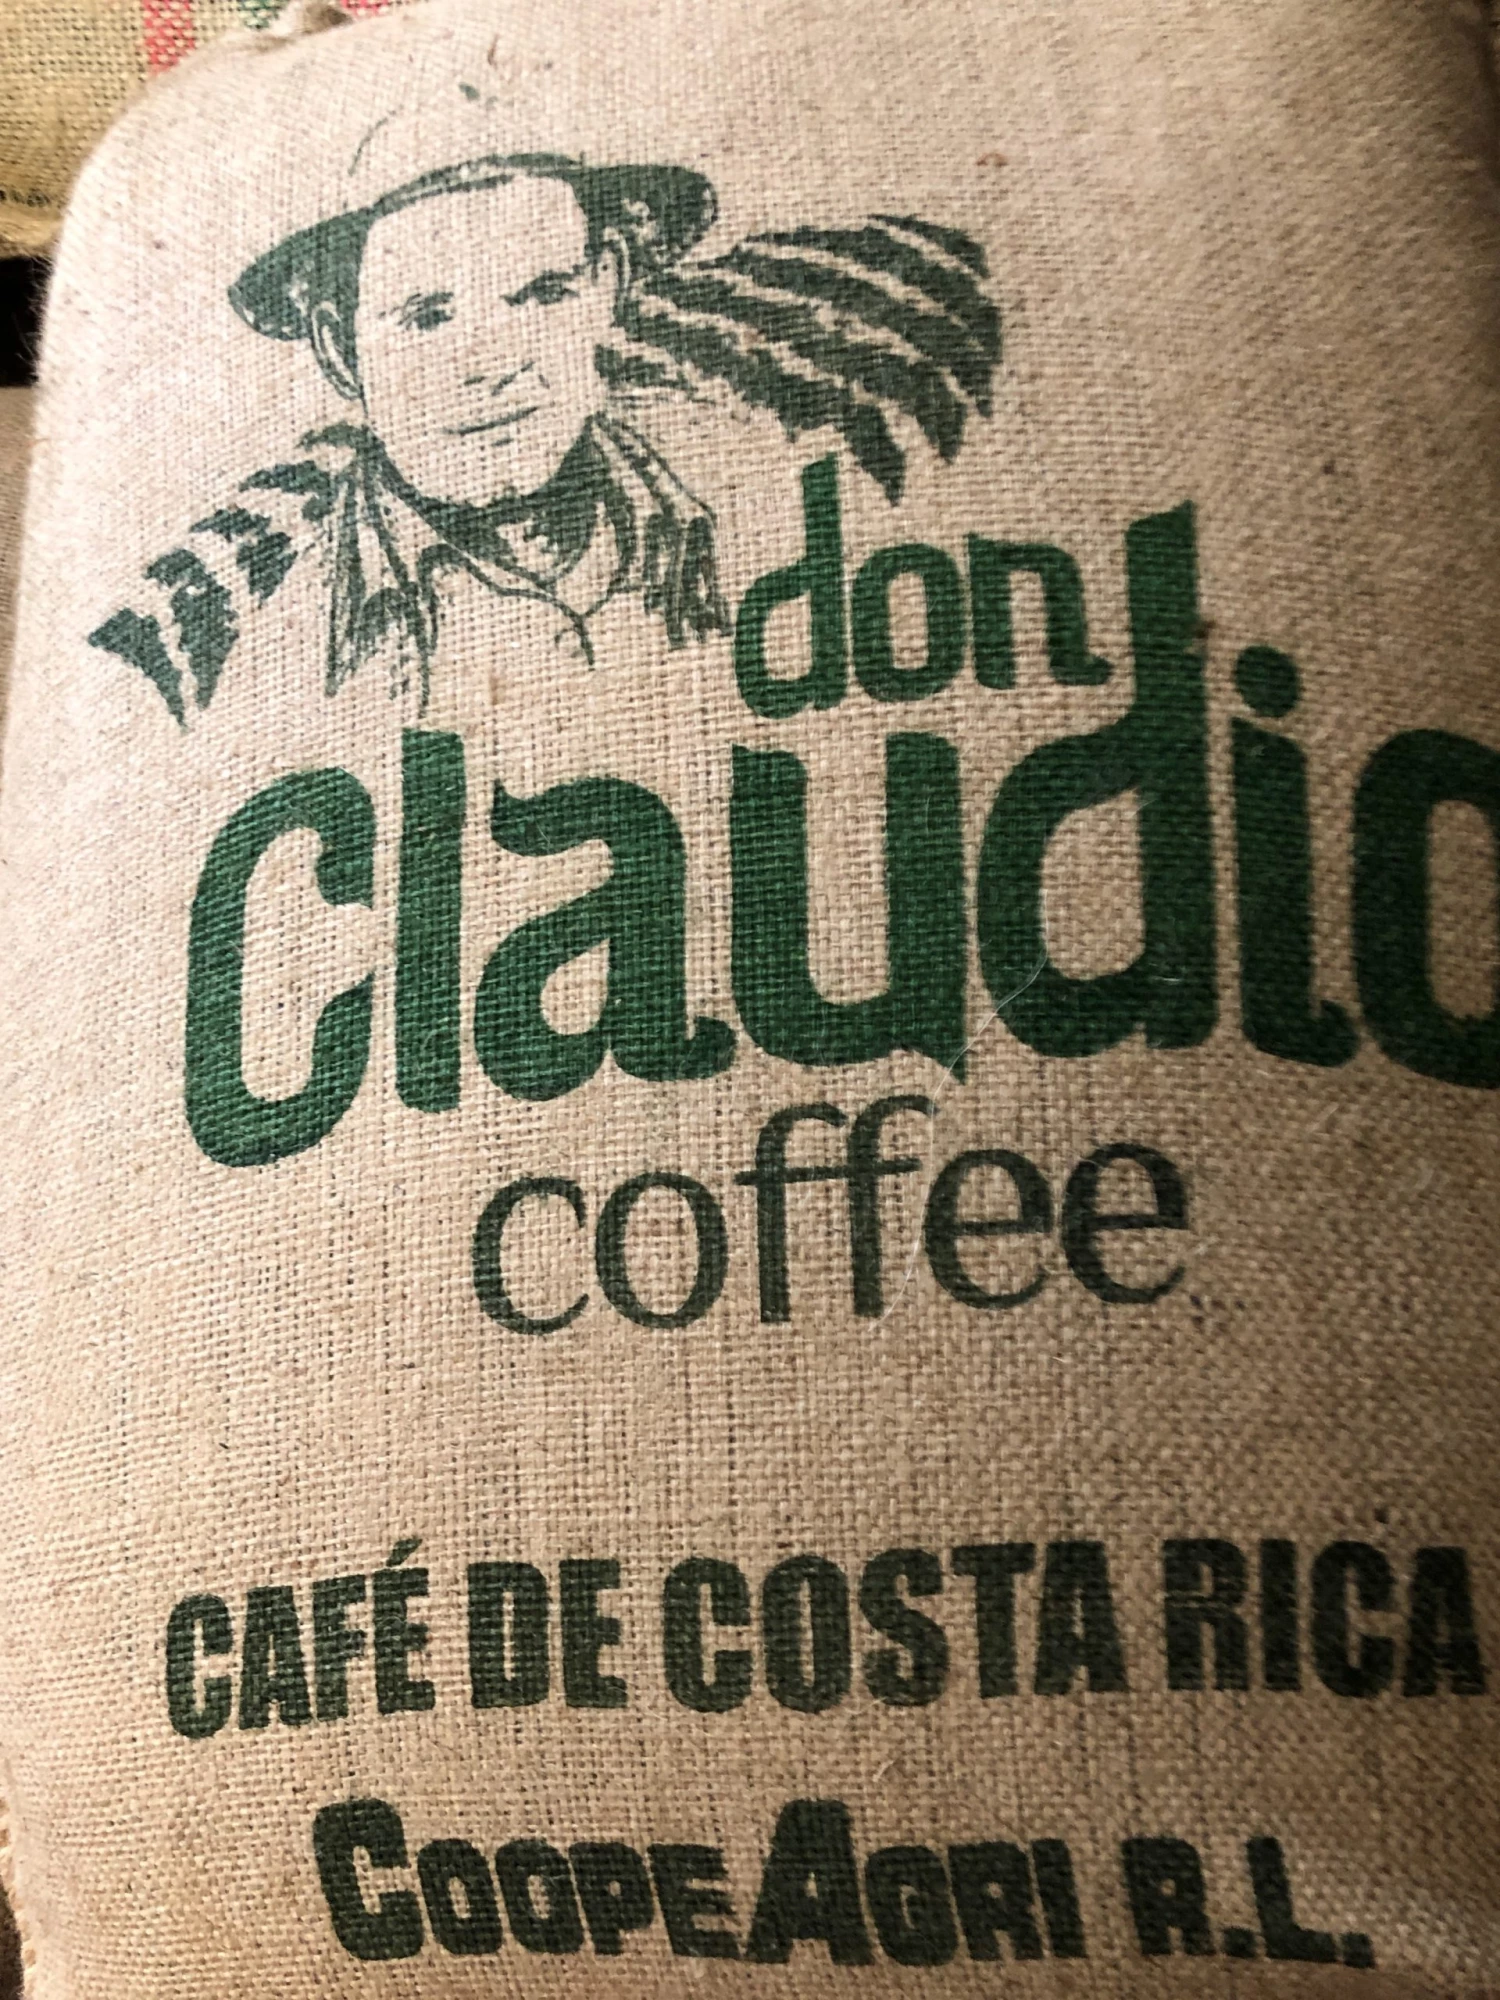 don
Claudio
coffee
CAFÉ DE COSTA RICA
COOPEAGRI R.L.